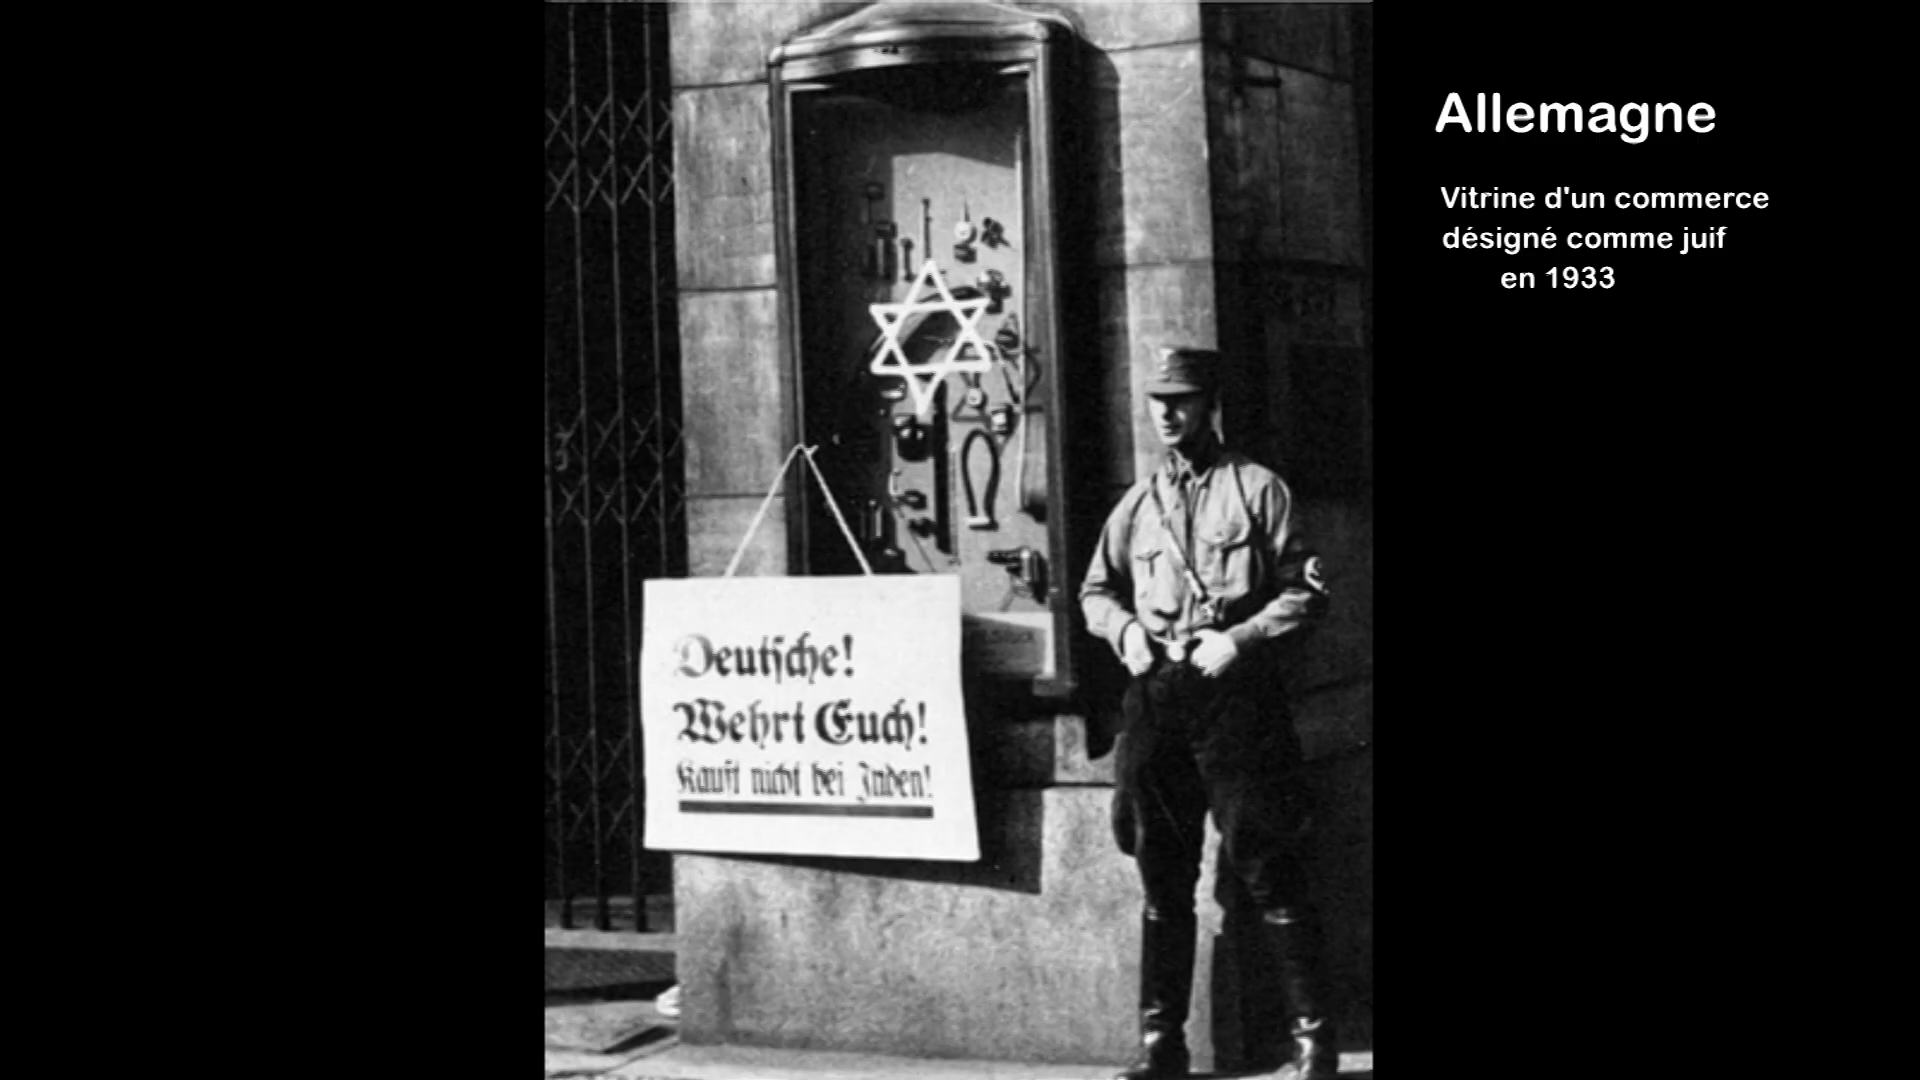 Allemagne
Vitrine d'un commerce
désigné comme juif
en 1933
Deutsche!
Wehrt Euch!
Kauft nicht bei Juden!